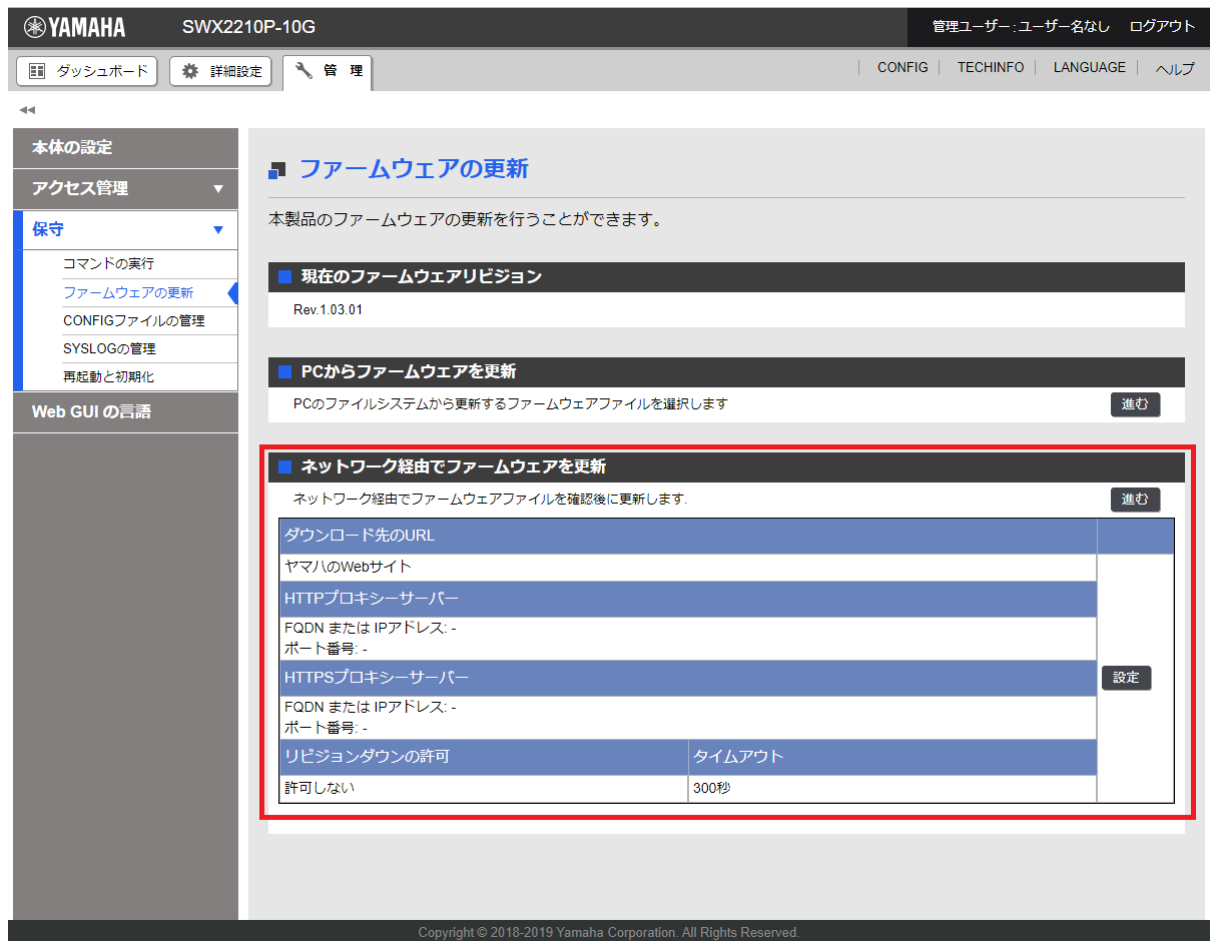 YAMAHA SWX2210P-10G 管理ユーザー:ユーザー名なし ログアウト
ダッシュボード 詳細設定 管 理 CONFIG TECHINFO LANGUAGE ヘルプ
本体の設定
アクセス管理
保守
コマンドの実行
ファームウェアの更新
CONFIGファイルの管理
SYSLOGの管理
再起動と初期化
Web GUI の言語
ファームウェアの更新
本製品のファームウェアの更新を行うことができます。
現在のファームウェアリビジョン
Rev.1.03.01
PCからファームウェアを更新
PCのファイルシステムから更新するファームウェアファイルを選択します 進む
ネットワーク経由でファームウェアを更新
ネットワーク経由でファームウェアファイルを確認後に更新します. 進む
ダウンロード先のURL
ヤマハのWebサイト
HTTPプロキシーサーバー
FQDN または IPアドレス: -
ポート番号: -
HTTPSプロキシーサーバー
設定
FQDN または IPアドレス: -
ポート番号: -
リビジョンダウンの許可 タイムアウト
許可しない 300秒
Copyright © 2018-2019 Yamaha Corporation. All Rights Reserved.